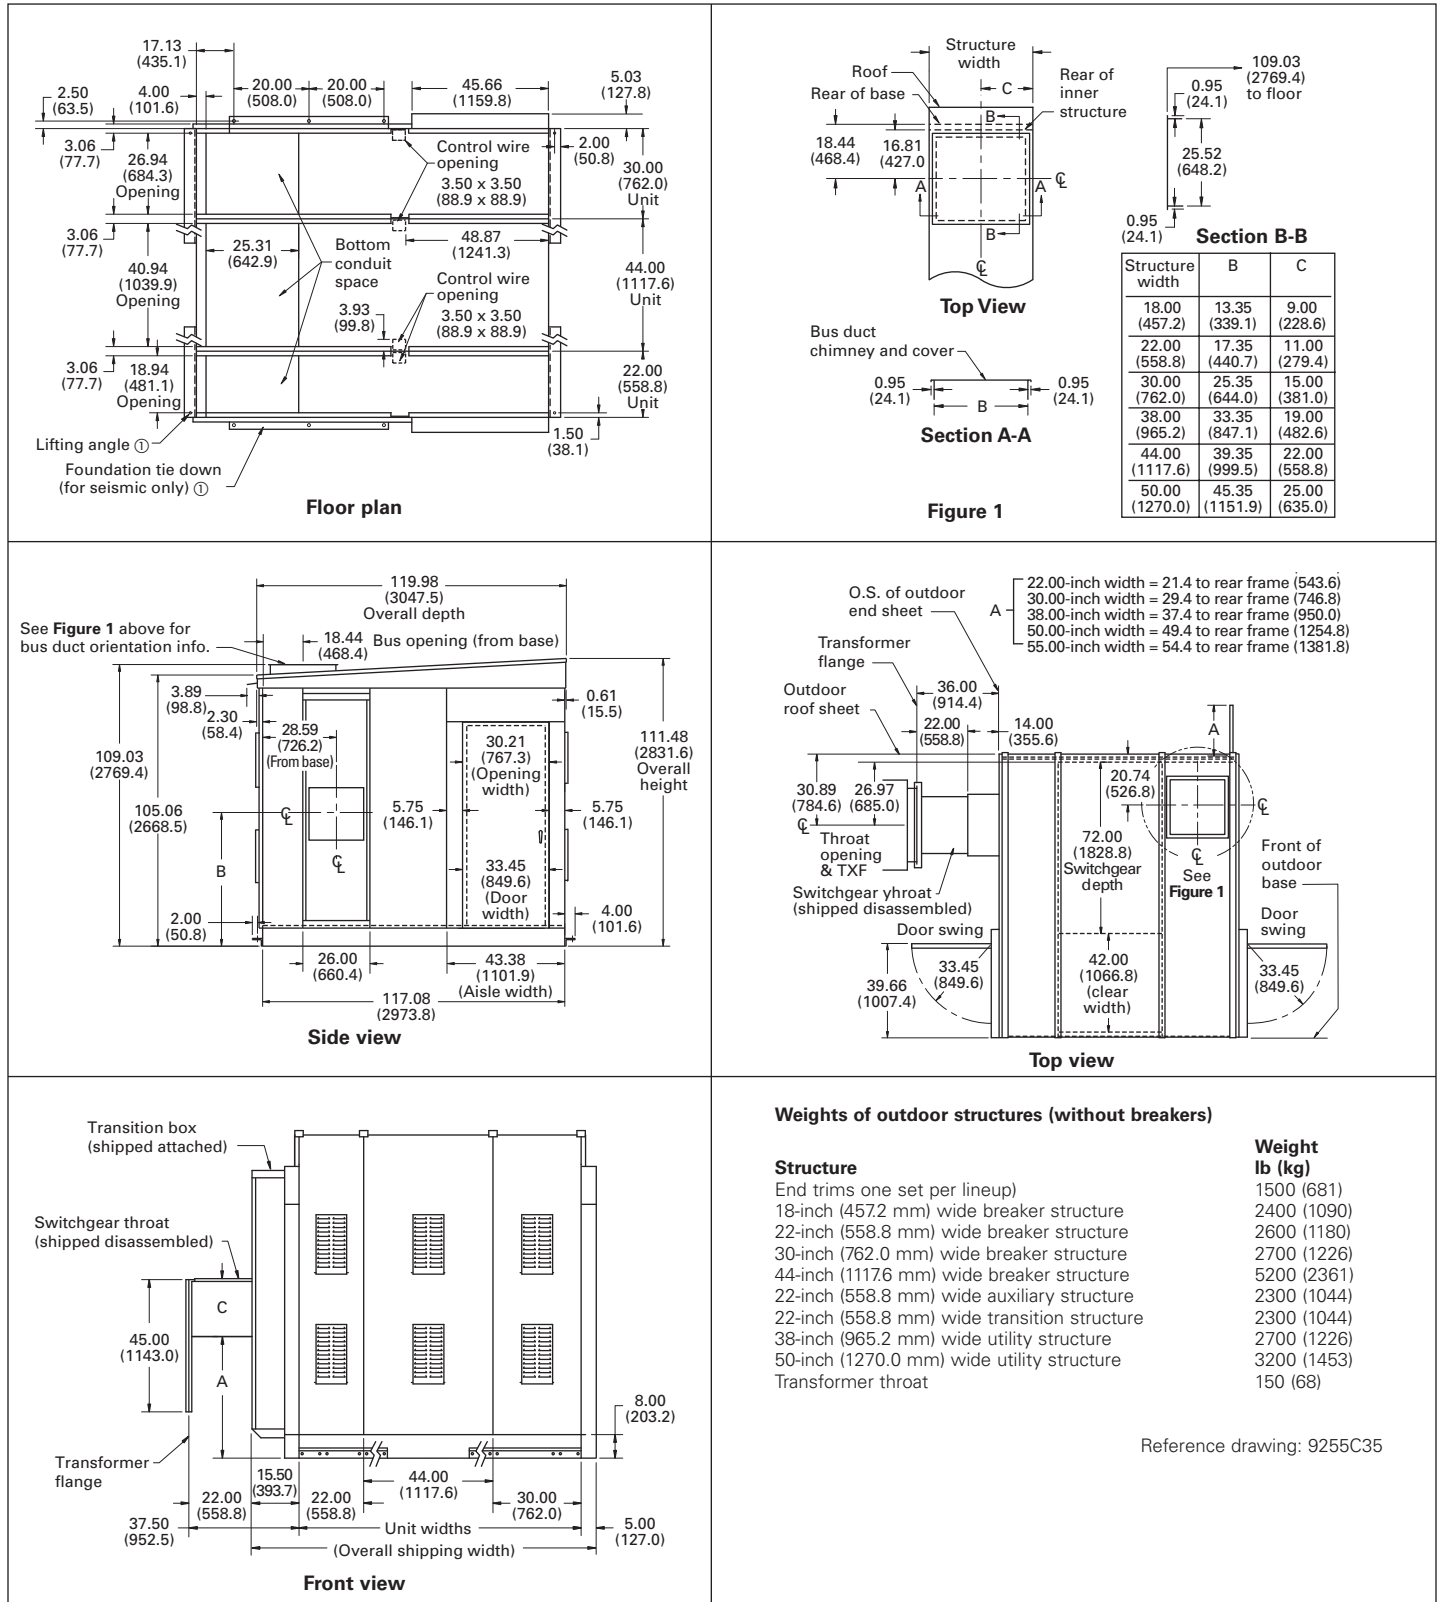 17.13
(435.1)
2.50
(63.5)
4.00
(101.6)
20.00
(508.0)
20.00
(508.0)
45.66
(1159.8)
5.03
(127.8)
3.06
(77.7)
26.94
(684.3)
Opening
Control wire
opening
3.50 x 3.50
(88.9 x 88.9)
2.00
(50.8)
30.00
(762.0)
Unit
3.06
(77.7)
25.31
(642.9)
Bottom
conduit
space
48.87
(1241.3)
40.94
(1039.9)
Opening
Control wire
opening
3.50 x 3.50
(88.9 x 88.9)
3.93
(99.8)
44.00
(1117.6)
Unit
3.06
(77.7)
18.94
(481.1)
Opening
22.00
(558.8)
Unit
1.50
(38.1)
Lifting angle ①
Foundation tie down
(for seismic only) ①
Floor plan
Structure
width
Roof
Rear of base
C
Rear of
inner
structure
B
18.44
(468.4)
16.81
(427.0
A
A
℄
B
℄
Top View
109.03
(2769.4)
to floor
0.95
(24.1)
25.52
(648.2)
0.95
(24.1)
Section B-B
Bus duct
chimney and cover
0.95
(24.1)
0.95
(24.1)
B
Section A-A
Figure 1
Structure width B C
18.00 (457.2) 13.35 (339.1) 9.00 (228.6)
22.00 (558.8) 17.35 (440.7) 11.00 (279.4)
30.00 (762.0) 25.35 (644.0) 15.00 (381.0)
38.00 (965.2) 33.35 (847.1) 19.00 (482.6)
44.00 (1117.6) 39.35 (999.5) 22.00 (558.8)
50.00 (1270.0) 45.35 (1151.9) 25.00 (635.0)
119.98
(3047.5)
Overall depth
See Figure 1 above for
bus duct orientation info.
18.44
(468.4)
Bus opening (from base)
3.89
(98.8)
2.30
(58.4)
28.59
(726.2)
(From base)
0.61
(15.5)
109.03
(2769.4)
30.21
(767.3)
(Opening
width)
111.48
(2831.6)
Overall
height
105.06
(2668.5)
℄
5.75
(146.1)
5.75
(146.1)
℄
B
33.45
(849.6)
(Door
width)
2.00
(50.8)
4.00
(101.6)
26.00
(660.4)
43.38
(1101.9)
(Aisle width)
117.08
(2973.8)
Side view
O.S. of outdoor
end sheet
A
22.00-inch width = 21.4 to rear frame (543.6)
30.00-inch width = 29.4 to rear frame (746.8)
38.00-inch width = 37.4 to rear frame (950.0)
50.00-inch width = 49.4 to rear frame (1254.8)
55.00-inch width = 54.4 to rear frame (1381.8)
Transformer
flange
Outdoor
roof sheet
36.00
(914.4)
22.00
(558.8)
14.00
(355.6)
A
30.89
(784.6)
26.97
(685.0)
20.74
(526.8)
℄
℄
Throat
opening
& TXF
72.00
(1828.8)
Switchgear
depth
℄
See
Figure 1
Front of
outdoor
base
Switchgear yhroat
(shipped disassembled)
Door swing
Door
swing
33.45
(849.6)
42.00
(1066.8)
(clear
width)
33.45
(849.6)
39.66
(1007.4)
Top view
Transition box
(shipped attached)
Switchgear throat
(shipped disassembled)
C
45.00
(1143.0)
A
8.00
(203.2)
Transformer
flange
15.50
(393.7)
44.00
(1117.6)
22.00
(558.8)
22.00
(558.8)
30.00
(762.0)
37.50
(952.5)
Unit widths
5.00
(127.0)
(Overall shipping width)
Front view
Weights of outdoor structures (without breakers)
Structure Weight lb (kg)
End trims one set per lineup) 1500 (681)
18-inch (457.2 mm) wide breaker structure 2400 (1090)
22-inch (558.8 mm) wide breaker structure 2600 (1180)
30-inch (762.0 mm) wide breaker structure 2700 (1226)
44-inch (1117.6 mm) wide breaker structure 5200 (2361)
22-inch (558.8 mm) wide auxiliary structure 2300 (1044)
22-inch (558.8 mm) wide transition structure 2300 (1044)
38-inch (965.2 mm) wide utility structure 2700 (1226)
50-inch (1270.0 mm) wide utility structure 3200 (1453)
Transformer throat 150 (68)
Reference drawing: 9255C35